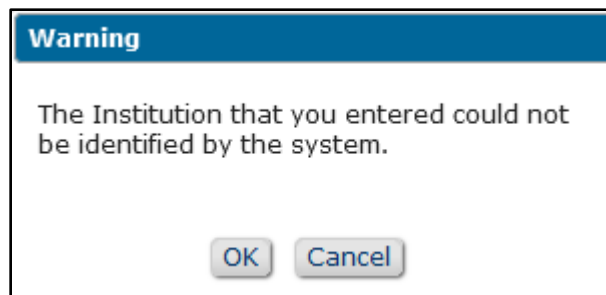 Warning
The Institution that you entered could not
be identified by the system.
OK Cancel